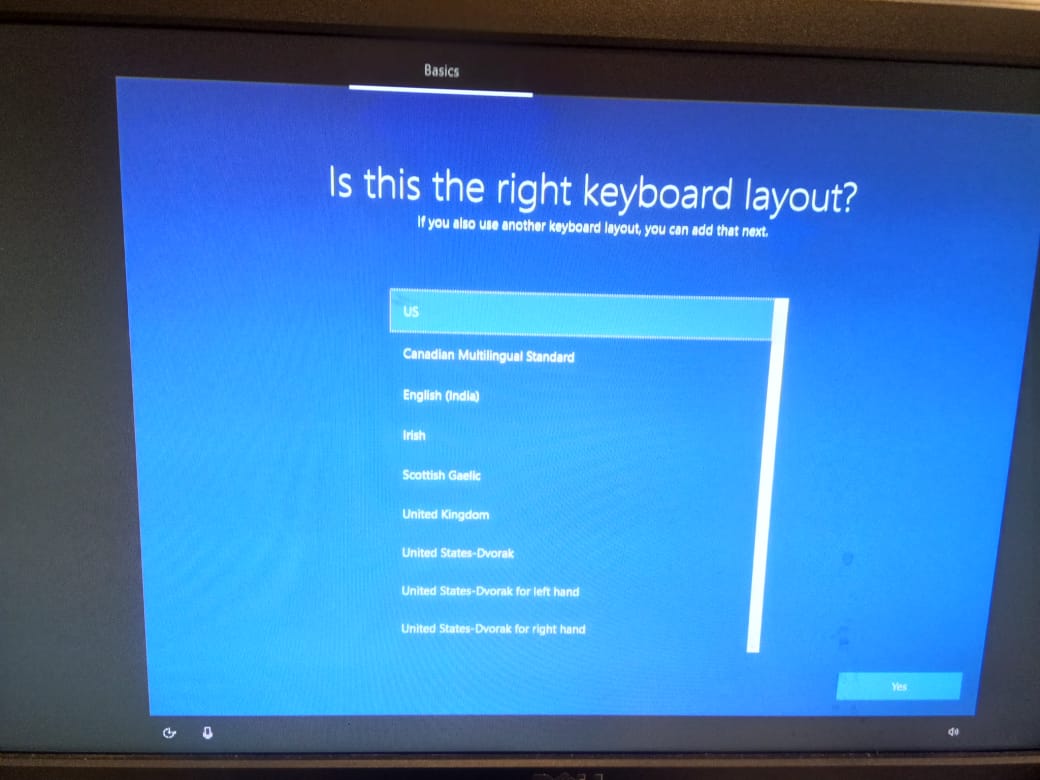 Basics
Is this the right keyboard layout?
If you also use another keyboard layout, you can add that next.
US
Canadian Multilingual Standard
English (India)
Irish
Scottish Gaelic
United Kingdom
United States-Dvorak
United States-Dvorak for left hand
United States-Dvorak for right hand
Yes